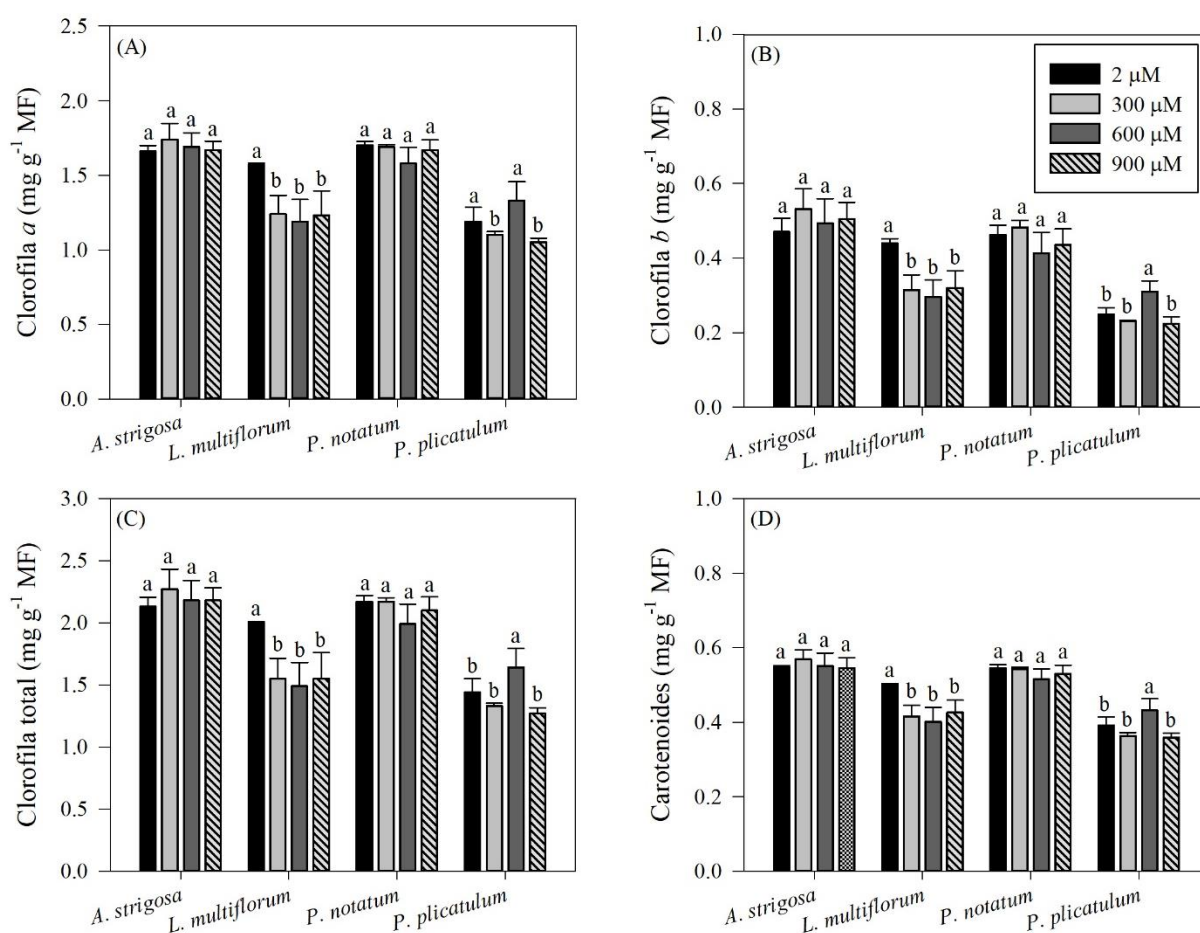 (A)
Clorofila a (mg g⁻¹ MF)
2.5
2.0
1.5
1.0
0.5
0.0
a a a a
a b b b
a a a a
a b a b
A. strigosa
L. multiflorum
P. notatum
P. plicatulum
(B)
Clorofila b (mg g⁻¹ MF)
1.0
0.8
0.6
0.4
0.2
0.0
2 µM
300 µM
600 µM
900 µM
a a a a
a b b b
a a a a
b b a b
A. strigosa
L. multiflorum
P. notatum
P. plicatulum
(C)
Clorofila total (mg g⁻¹ MF)
3.0
2.5
2.0
1.5
1.0
0.5
0.0
a a a a
a b b b
a a a a
b b a b
A. strigosa
L. multiflorum
P. notatum
P. plicatulum
(D)
Carotenoides (mg g⁻¹ MF)
1.0
0.8
0.6
0.4
0.2
0.0
a a a a
a b b b
a a a a
b b a b
A. strigosa
L. multiflorum
P. notatum
P. plicatulum